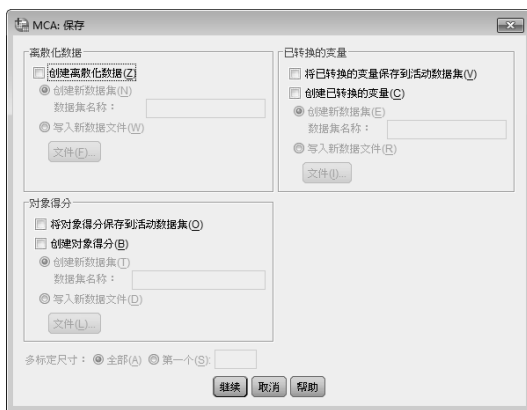 MCA: 保存
离散化数据
创建离散化数据(Z)
创建新数据集(N)
数据集名称：
写入新数据文件(W)
文件(F)...
已转换的变量
将已转换的变量保存到活动数据集(V)
创建已转换的变量(C)
创建新数据集(E)
数据集名称：
写入新数据文件(R)
文件(I)...
对象得分
将对象得分保存到活动数据集(O)
创建对象得分(B)
创建新数据集(T)
数据集名称：
写入新数据文件(D)
文件(L)...
多标定尺寸： 全部(A) 第一个(S):
继续 取消 帮助